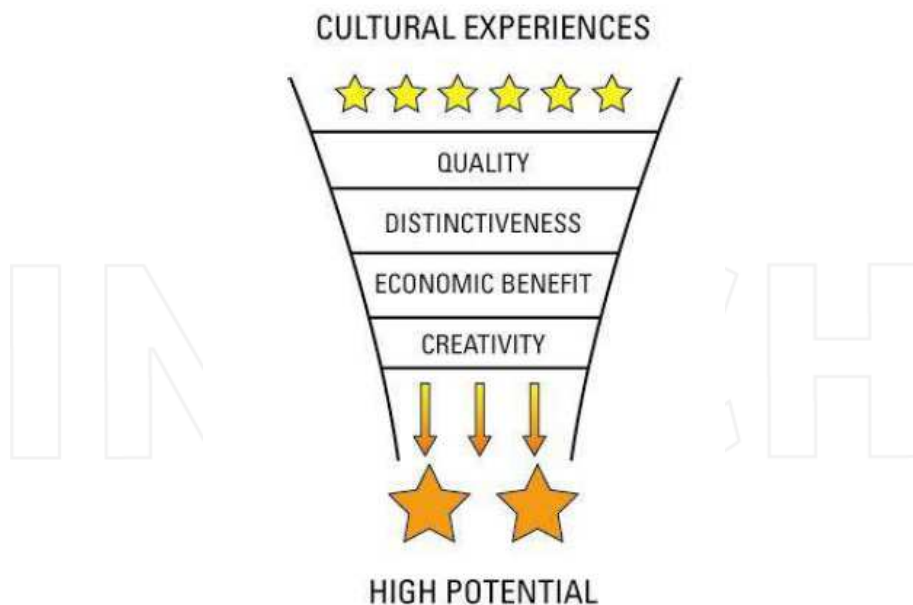 CULTURAL EXPERIENCES
QUALITY
DISTINCTIVENESS
ECONOMIC BENEFIT
CREATIVITY
HIGH POTENTIAL